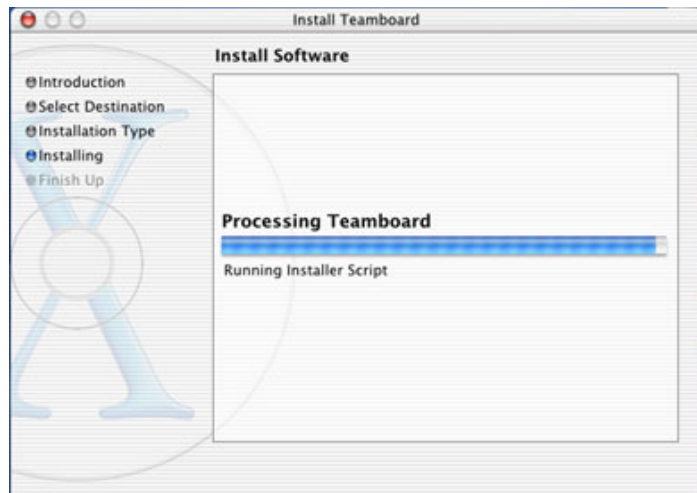 Install Teamboard
Install Software
Introduction
Select Destination
Installation Type
Installing
Finish Up
Processing Teamboard
Running Installer Script